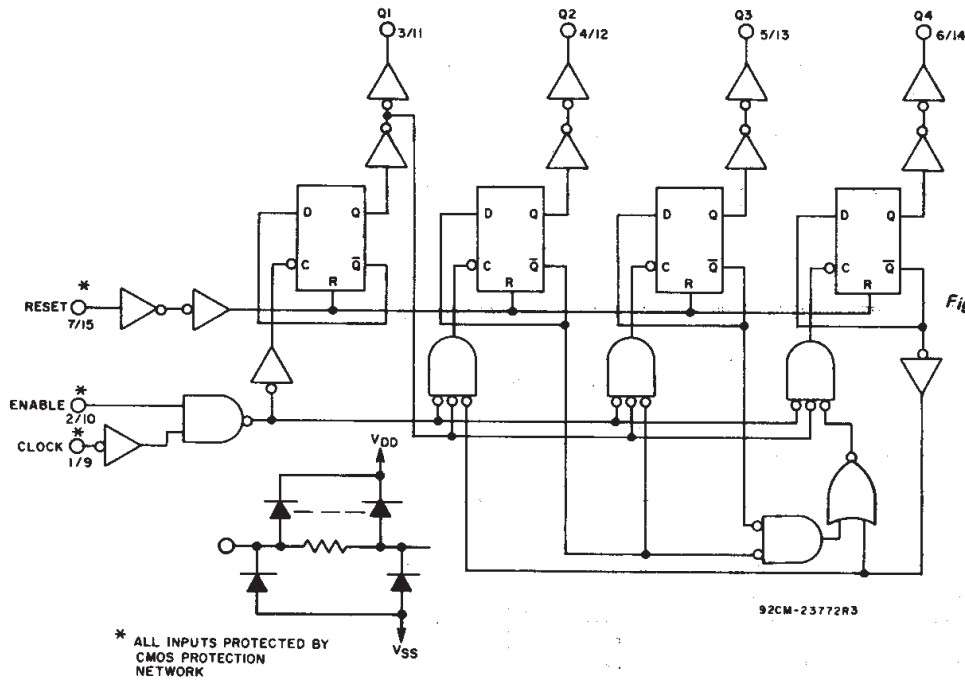 Q1 Q2 Q3 Q4
3/11 4/12 5/13 6/14
D Q D Q D Q D Q
C Q̅ C Q̅ C Q̅ C Q̅
R R R R
*
RESET
7/15
*
ENABLE
2/10
*
CLOCK
1/9
VDD
VSS
* ALL INPUTS PROTECTED BY
CMOS PROTECTION
NETWORK
92CM-23772R3